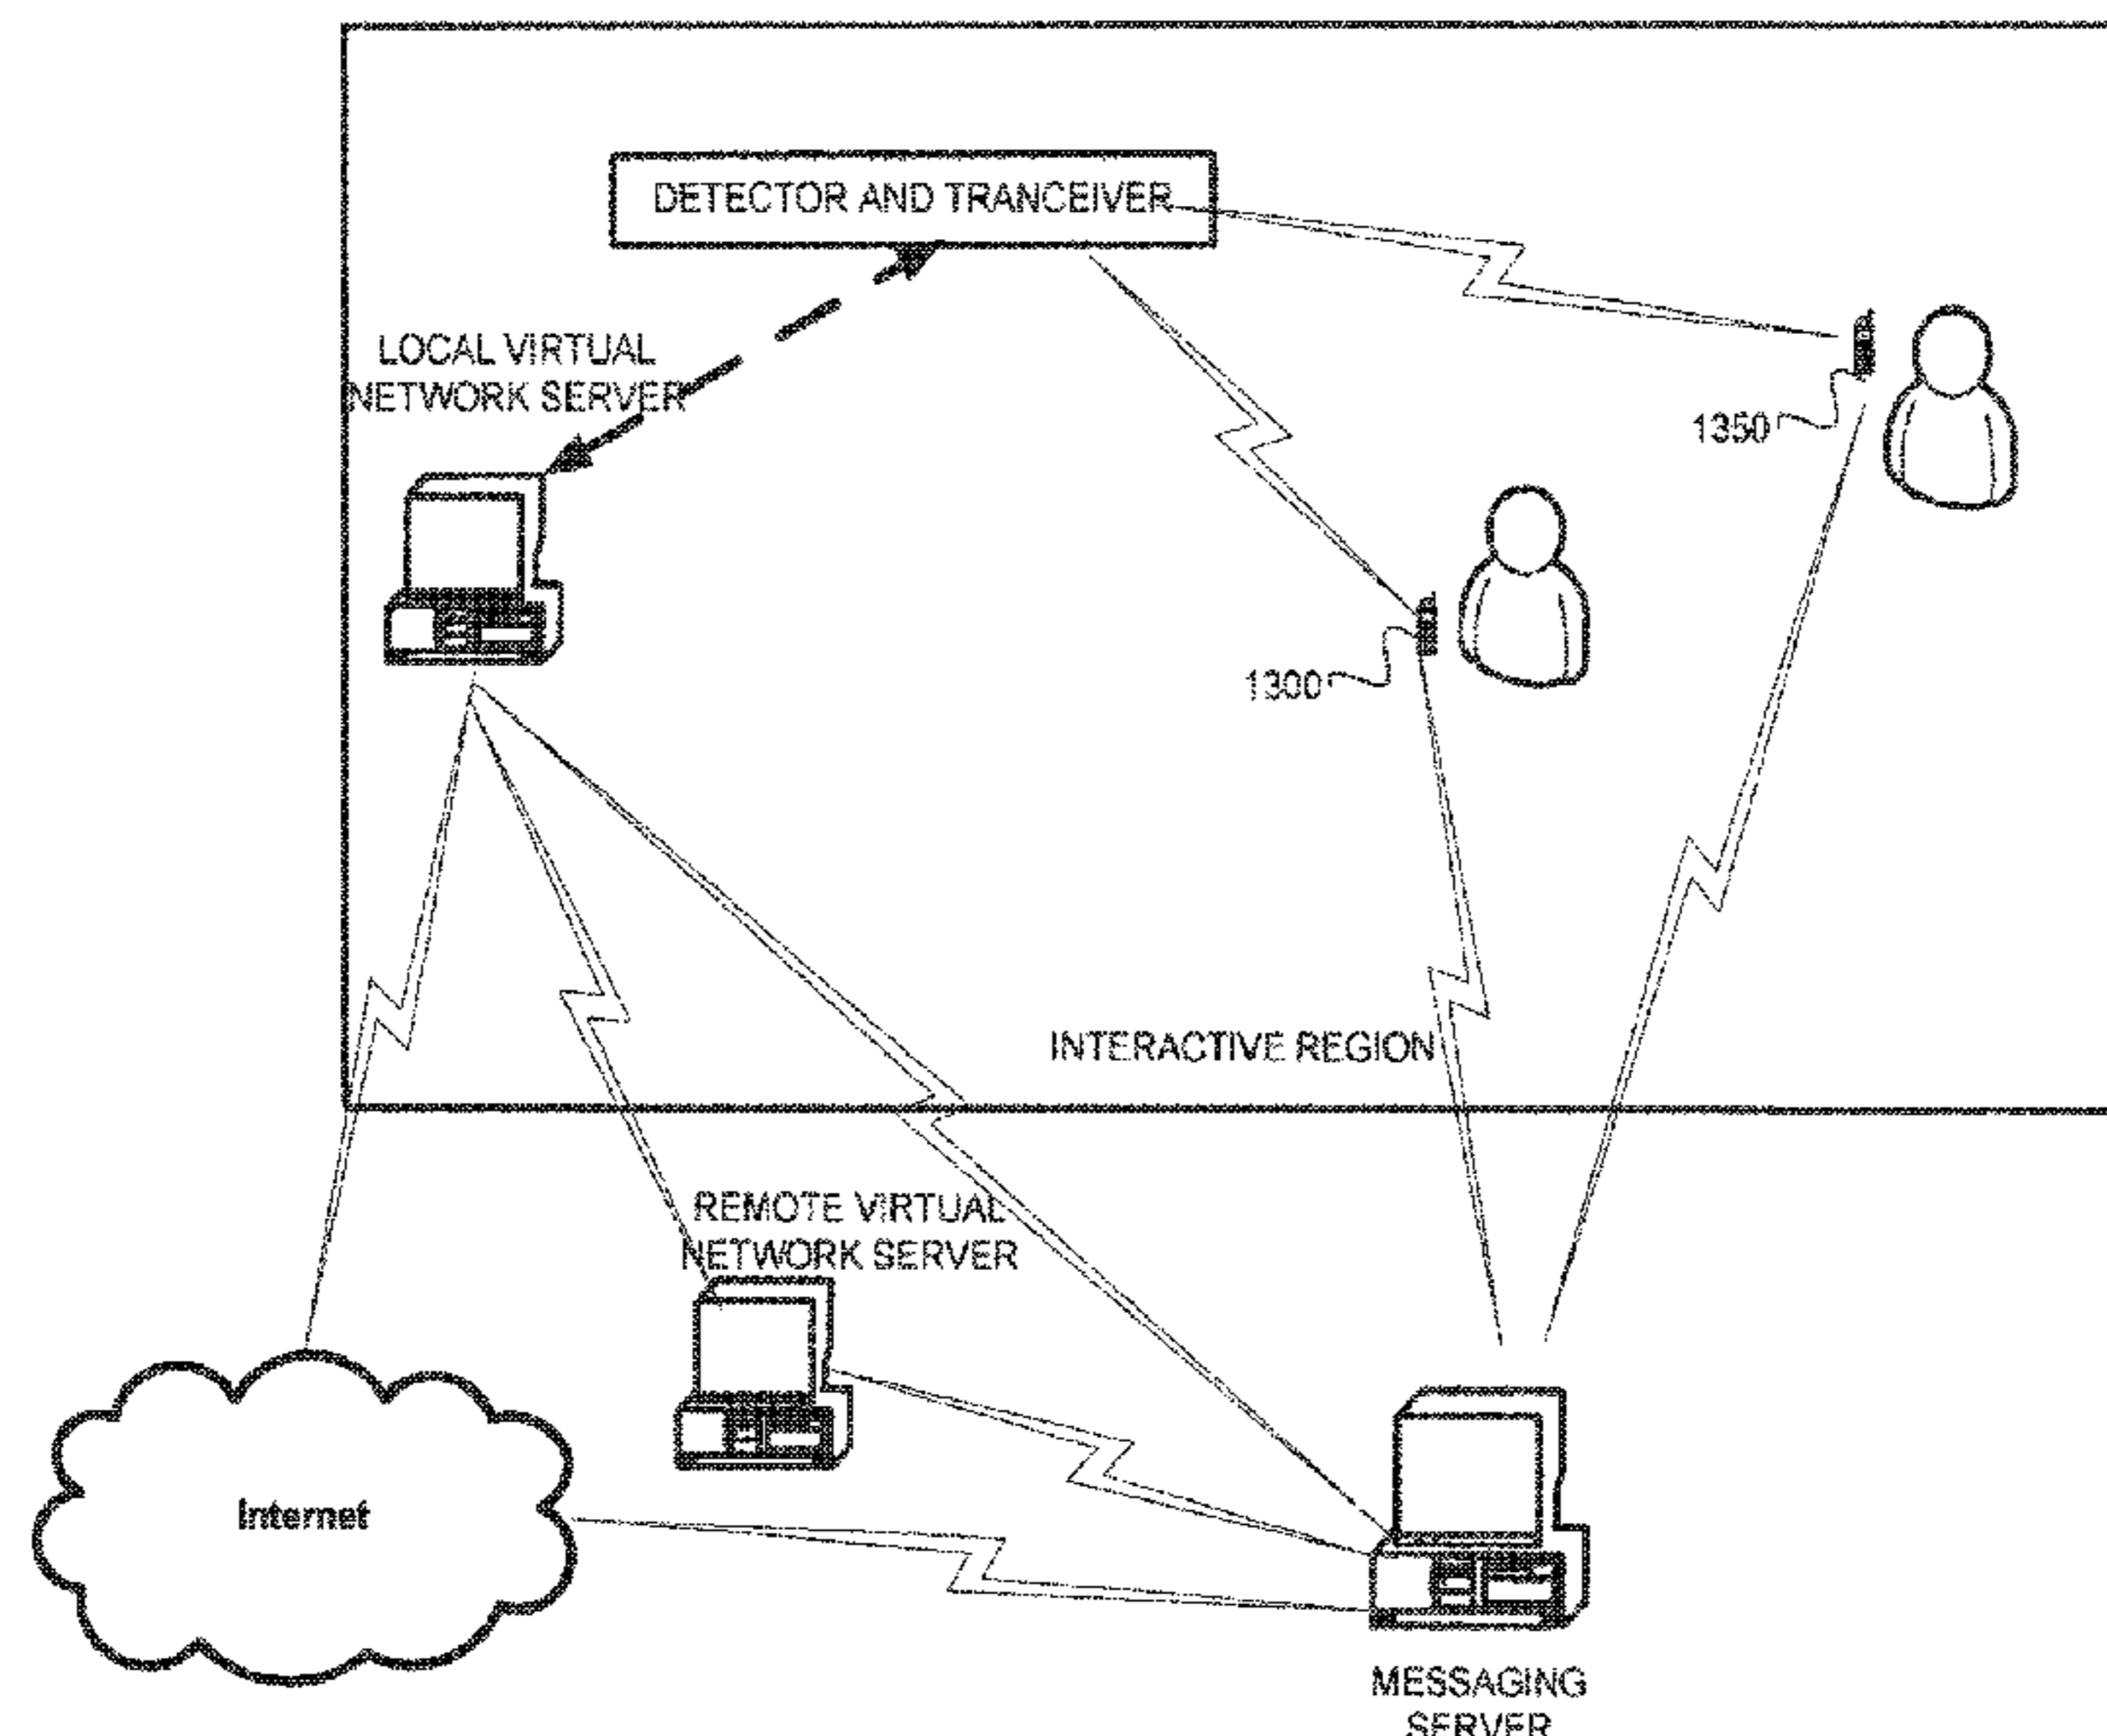 DETECTOR AND TRANCEIVER
LOCAL VIRTUAL
NETWORK SERVER
1350
1300
INTERACTIVE REGION
REMOTE VIRTUAL
NETWORK SERVER
Internet
MESSAGING
SERVER